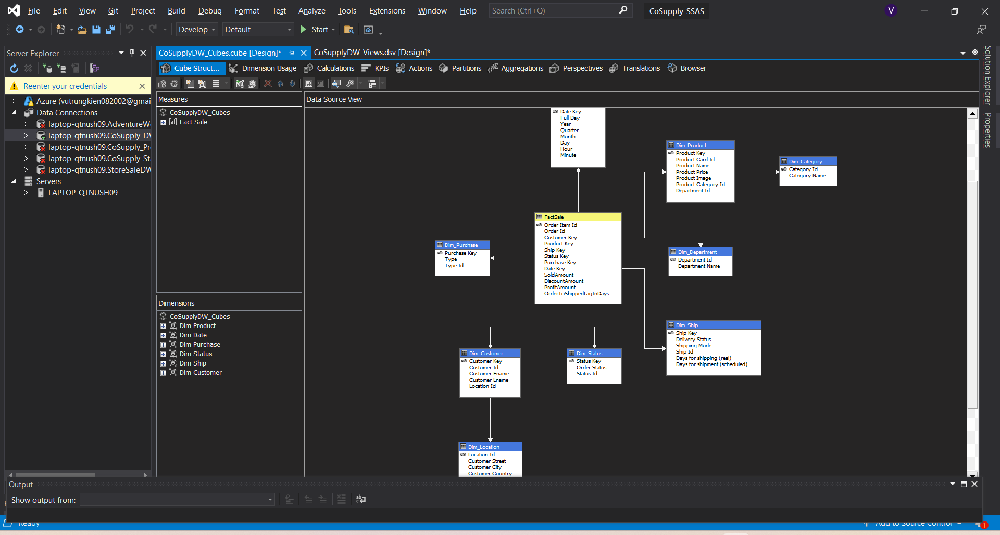 File Edit View Git Project Build Debug Format Test Analyze Tools Extensions Window Help Search (Ctrl+Q) CoSupply_SSAS V
Develop Default Start
Server Explorer
CoSupplyDW_Cubes.cube [Design]* CoSupplyDW_Views.dsv [Design]*
Cube Struct... Dimension Usage Calculations KPIs Actions Partitions Aggregations Perspectives Translations Browser
Reenter your credentials
Azure (vutrungkien082002@gmai
Data Connections
laptop-qtnush09.AdventureW
laptop-qtnush09.CoSupply_D
laptop-qtnush09.CoSupply_Pr
laptop-qtnush09.CoSupply_St
laptop-qtnush09.StoreSaleDW
Servers
LAPTOP-QTNUSH09
Measures
CoSupplyDW_Cubes
Fact Sale
Dimensions
CoSupplyDW_Cubes
Dim Product
Dim Date
Dim Purchase
Dim Status
Dim Ship
Dim Customer
Data Source View
Date Key
Full Day
Year
Quarter
Month
Day
Hour
Minute
Dim_Product
Product Key
Product Card Id
Product Name
Product Price
Product Image
Product Category Id
Department Id
Dim_Category
Category Id
Category Name
FactSale
Order Item Id
Order Id
Customer Key
Product Key
Ship Key
Status Key
Purchase Key
Date Key
SoldAmount
DiscountAmount
ProfitAmount
OrderToShippedLagInDays
Dim_Purchase
Purchase Key
Type
Type Id
Dim_Department
Department Id
Department Name
Dim_Ship
Ship Key
Delivery Status
Shipping Mode
Ship Id
Days for shipping (real)
Days for shipment (scheduled)
Dim_Customer
Customer Key
Customer Id
Customer Fname
Customer Lname
Location Id
Dim_Status
Status Key
Order Status
Status Id
Dim_Location
Location Id
Customer Street
Customer City
Customer Country
Solution Explorer
Properties
Output
Show output from:
Ready
Add to Source Control
1